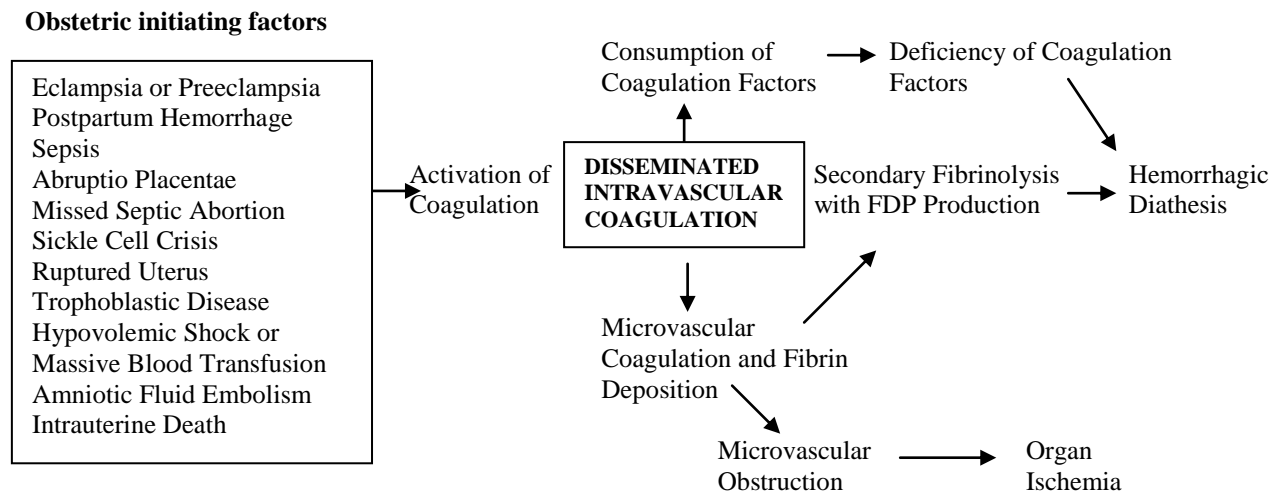 Obstetric initiating factors
Eclampsia or Preeclampsia
Postpartum Hemorrhage
Sepsis
Abruptio Placentae
Missed Septic Abortion
Sickle Cell Crisis
Ruptured Uterus
Trophoblastic Disease
Hypovolemic Shock or
Massive Blood Transfusion
Amniotic Fluid Embolism
Intrauterine Death
Activation of
Coagulation
DISSEMINATED
INTRAVASCULAR
COAGULATION
Consumption of
Coagulation Factors
Deficiency of Coagulation
Factors
Secondary Fibrinolysis
with FDP Production
Hemorrhagic
Diathesis
Microvascular
Coagulation and Fibrin
Deposition
Microvascular
Obstruction
Organ
Ischemia